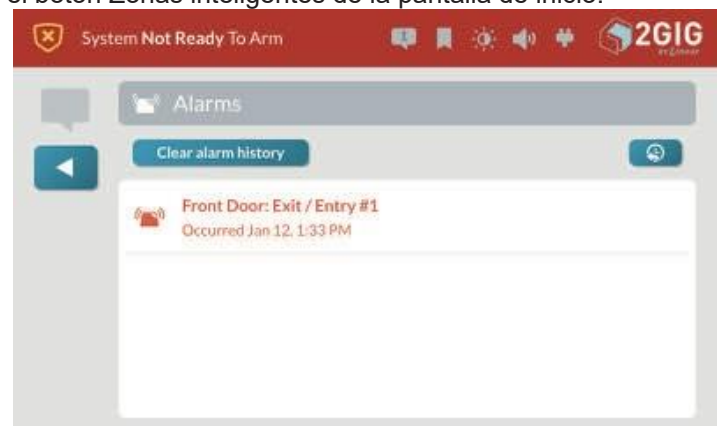 el botón Zonas inteligentes de la pantalla de inicio.
System Not Ready To Arm
2GIG
Alarms
Clear alarm history
Front Door: Exit / Entry #1
Occurred Jan 12, 1:33 PM